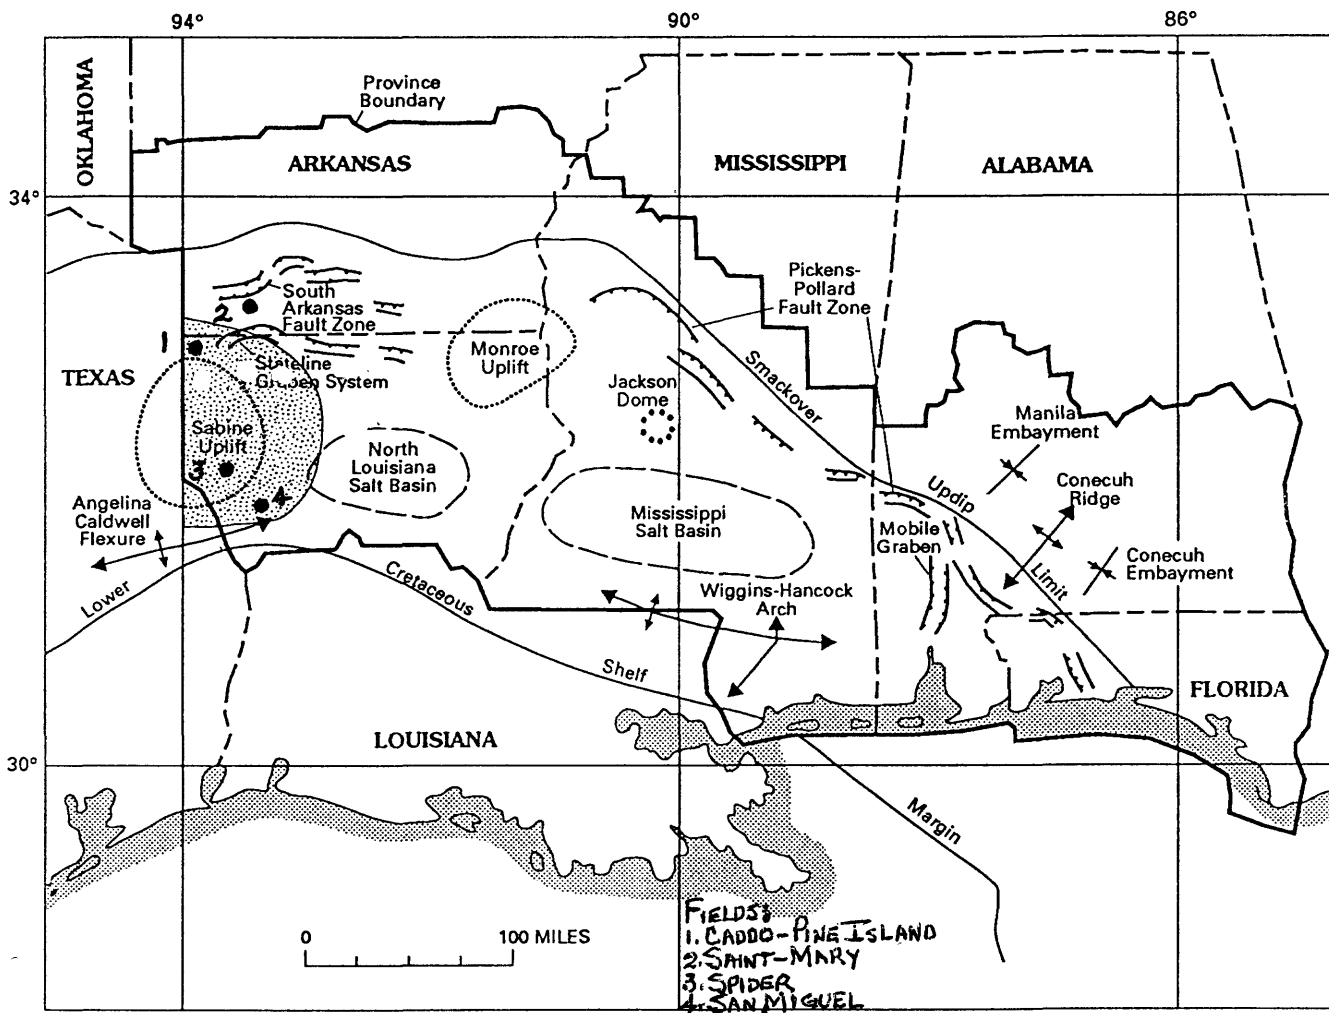 94°
90°
86°
OKLAHOMA
Province
Boundary
ARKANSAS
MISSISSIPPI
ALABAMA
34°
Pickens-
Pollard
Fault Zone
South
Arkansas
Fault Zone
2
1
Stateline
Graben System
TEXAS
Monroe
Uplift
Jackson
Dome
Smackover
Sabine
Uplift
3
4
North
Louisiana
Salt Basin
Manila
Embayment
Angelina
Caldwell
Flexure
Mississippi
Salt Basin
Updip
Conecuh
Ridge
Mobile
Graben
Conecuh
Embayment
Limit
Lower
Cretaceous
Wiggins-Hancock
Arch
Shelf
FLORIDA
LOUISIANA
30°
Margin
0
100 MILES
FIELDS:
1. CADDO-PINE ISLAND
2. SAINT-MARY
3. SPIDER
4. SAN MIGUEL